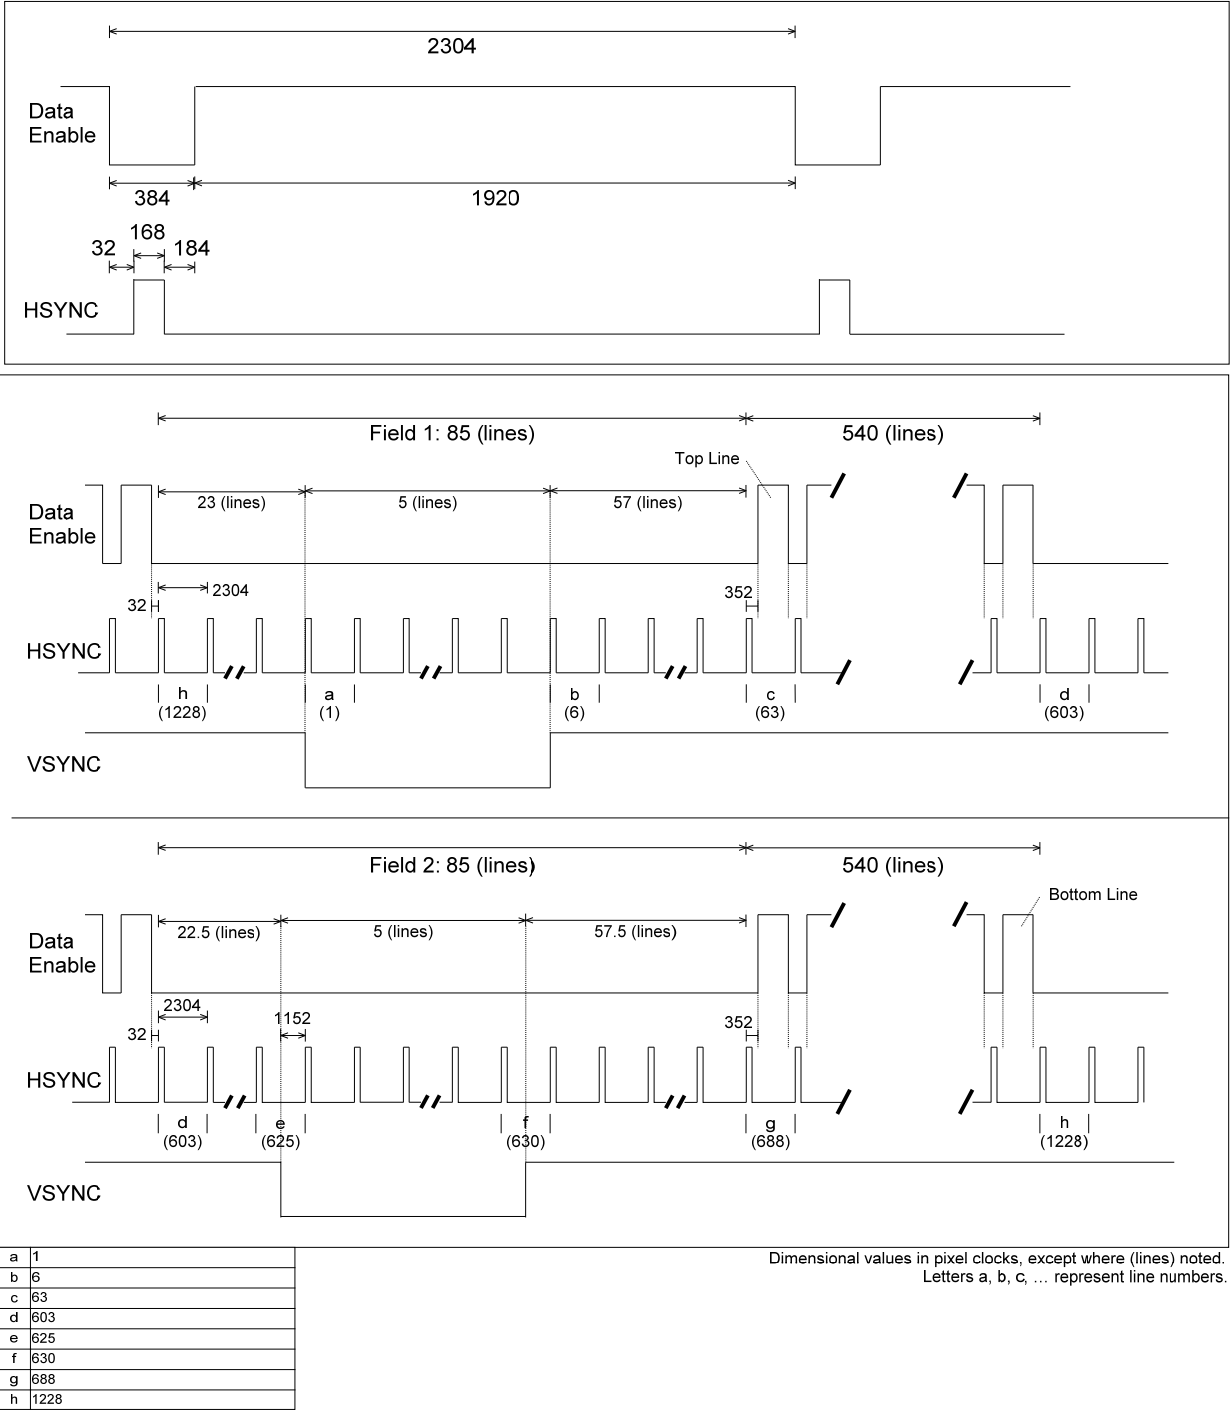 2304
Data
Enable
384
1920
168
32
184
HSYNC
Field 1: 85 (lines)
540 (lines)
Top Line
23 (lines)
5 (lines)
57 (lines)
Data
Enable
2304
32
352
HSYNC
h
a
b
c
d
(1228)
(1)
(6)
(63)
(603)
VSYNC
Field 2: 85 (lines)
540 (lines)
Bottom Line
22.5 (lines)
5 (lines)
57.5 (lines)
Data
Enable
2304
1152
32
352
HSYNC
d
e
f
g
h
(603)
(625)
(630)
(688)
(1228)
VSYNC
Dimensional values in pixel clocks, except where (lines) noted.
Letters a, b, c, … represent line numbers.
a 1
b 6
c 63
d 603
e 625
f 630
g 688
h 1228